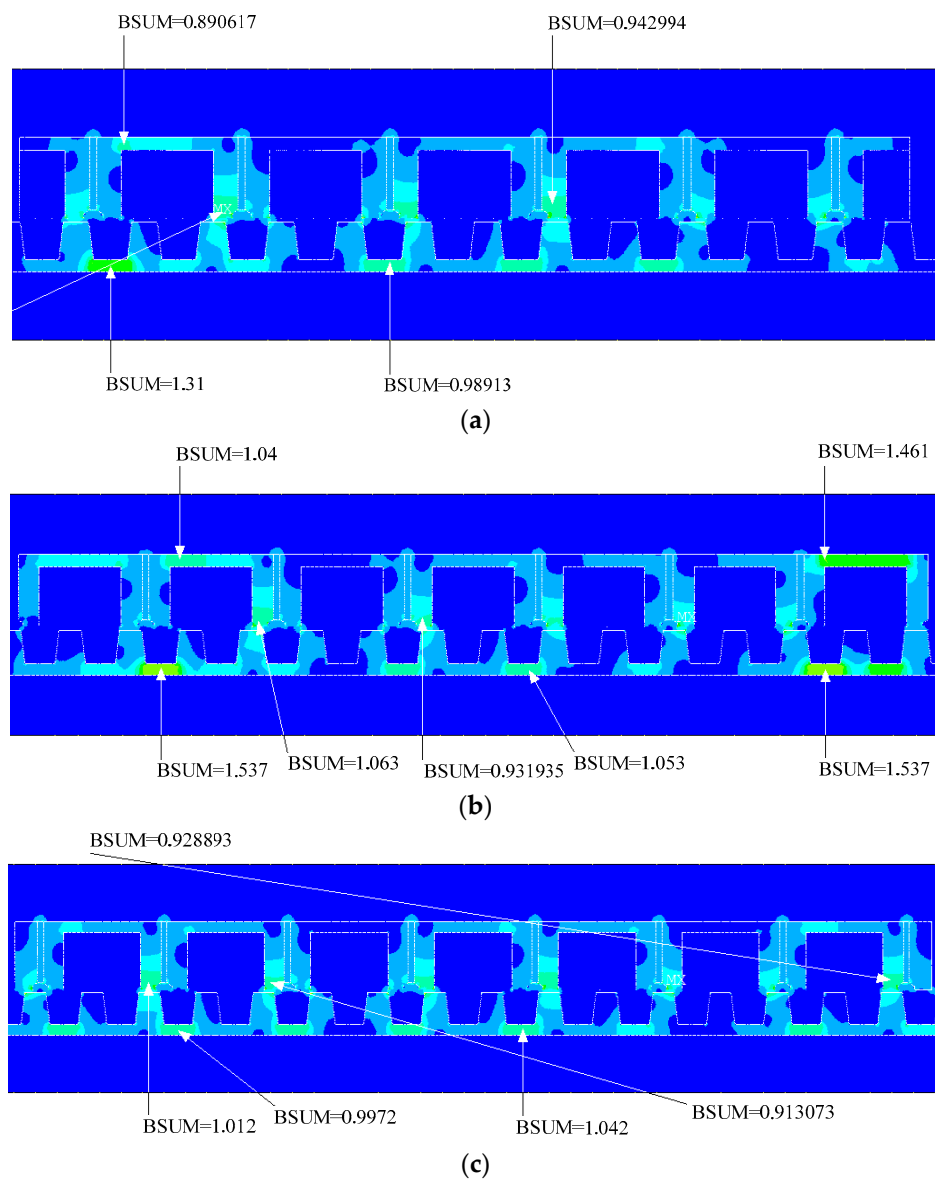 BSUM=0.890617
BSUM=0.942994
MX
BSUM=1.31
BSUM=0.98913
(a)
BSUM=1.04
BSUM=1.461
MX
BSUM=1.537
BSUM=1.063
BSUM=0.931935
BSUM=1.053
BSUM=1.537
(b)
BSUM=0.928893
MX
BSUM=1.012
BSUM=0.9972
BSUM=1.042
BSUM=0.913073
(c)